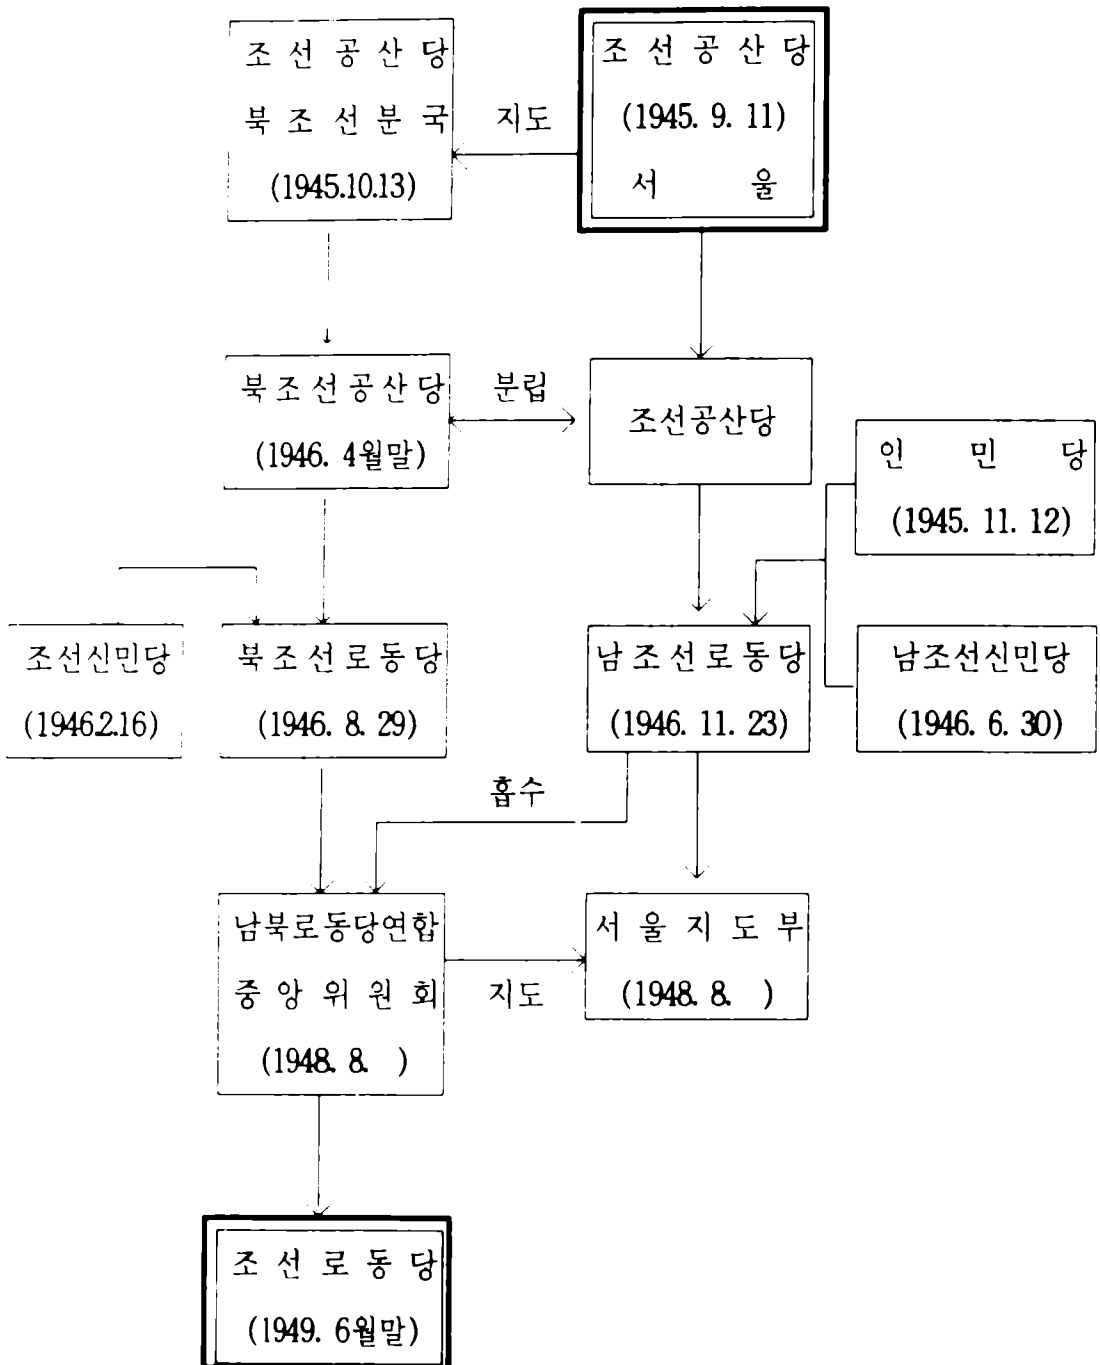 조 선 공 산 당
북 조 선 분 국
(1945.10.13)
지도
조 선 공 산 당
(1945. 9. 11)
서 울
북 조 선 공 산 당
(1946. 4월말)
분립
조선공산당
인 민 당
(1945. 11. 12)
조선신민당
(1946.2.16)
북 조 선 로 동 당
(1946. 8. 29)
남 조 선 로 동 당
(1946. 11. 23)
남조선신민당
(1946. 6. 30)
흡수
남북로동당연합
중 앙 위 원 회
(1948. 8. )
지도
서 울 지 도 부
(1948. 8. )
조 선 로 동 당
(1949. 6월말)